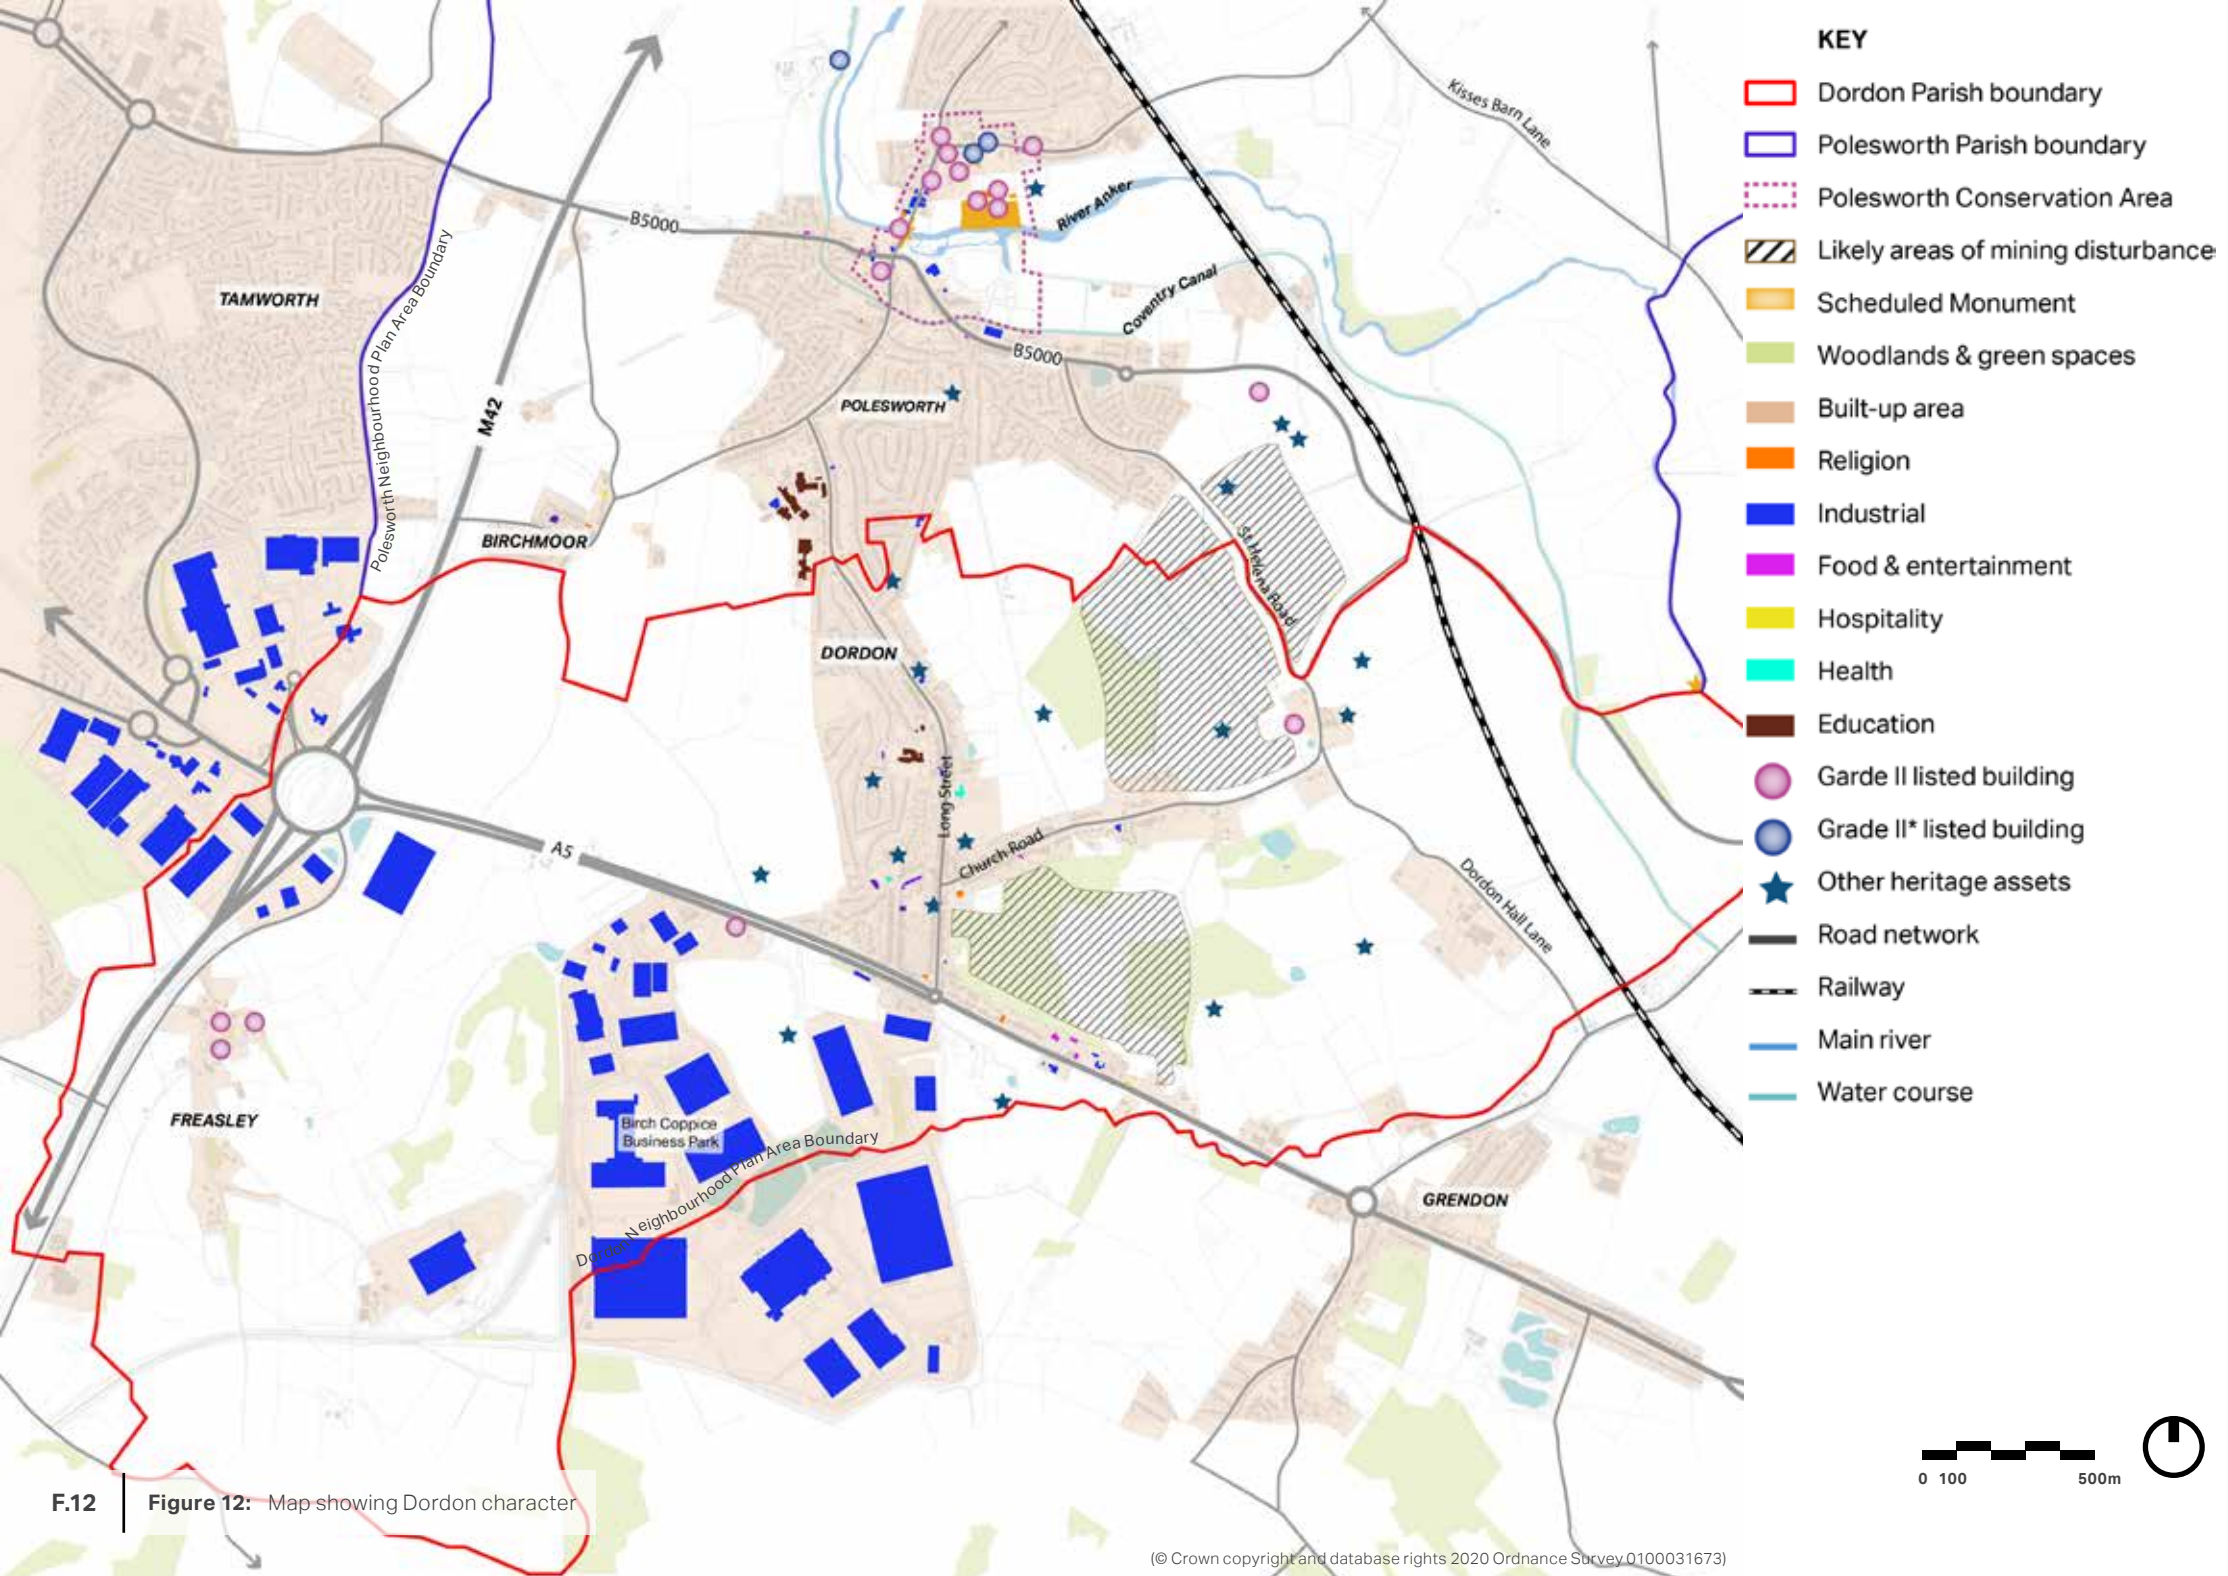 KEY
Dordon Parish boundary
Polesworth Parish boundary
Polesworth Conservation Area
Likely areas of mining disturbance
Scheduled Monument
Woodlands & green spaces
Built-up area
Religion
Industrial
Food & entertainment
Hospitality
Health
Education
Garde II listed building
Grade II* listed building
Other heritage assets
Road network
Railway
Main river
Water course
0 100 500m
Kisses Barn Lane
B5000
River Anker
Coventry Canal
TAMWORTH
Polesworth Neighbourhood Plan Area Boundary
M42
B5000
POLESWORTH
BIRCHMOOR
St Helena Road
DORDON
Long Street
A5
Church Road
Dordon Hall Lane
FREASLEY
Birch Coppice
Business Park
Dordon Neighbourhood Plan Area Boundary
GRENDON
F.12
Figure 12: Map showing Dordon character
(© Crown copyright and database rights 2020 Ordnance Survey 0100031673)